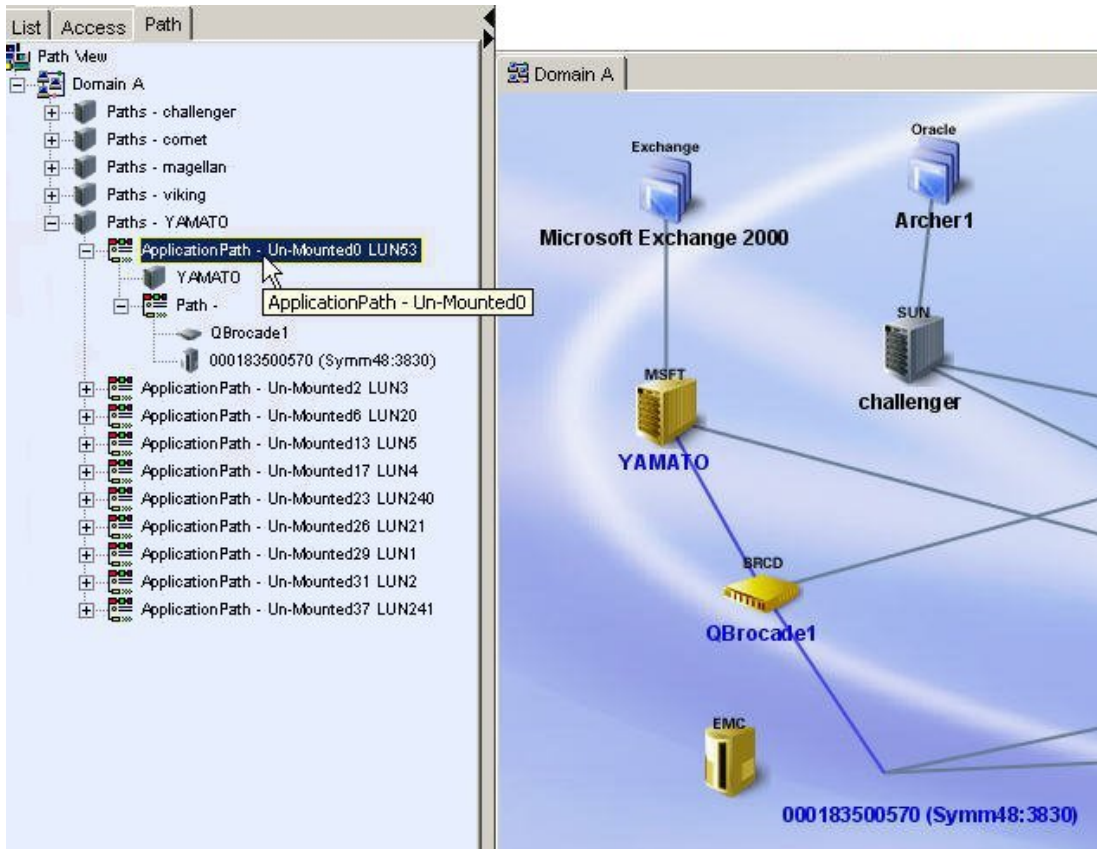 List Access Path
Path View
Domain A
Paths - challenger
Paths - comet
Paths - magellan
Paths - viking
Paths - YAMATO
ApplicationPath - Un-Mounted0 LUN53
YAMATO
ApplicationPath - Un-Mounted0
Path -
QBrocade1
000183500570 (Symm48:3830)
ApplicationPath - Un-Mounted2 LUN3
ApplicationPath - Un-Mounted6 LUN20
ApplicationPath - Un-Mounted13 LUN5
ApplicationPath - Un-Mounted17 LUN4
ApplicationPath - Un-Mounted23 LUN240
ApplicationPath - Un-Mounted26 LUN21
ApplicationPath - Un-Mounted29 LUN1
ApplicationPath - Un-Mounted31 LUN2
ApplicationPath - Un-Mounted37 LUN241
Domain A
Exchange
Microsoft Exchange 2000
Oracle
Archer1
SUN
challenger
MSFT
YAMATO
BRCD
QBrocade1
EMC
000183500570 (Symm48:3830)